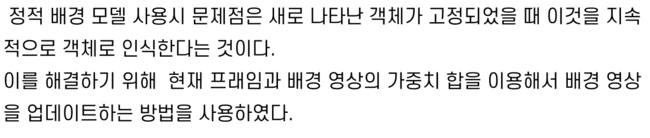 정적 배경 모델 사용시 문제점은 새로 나타난 객체가 고정되었을 때 이것을 지속
적으로 객체로 인식한다는 것이다.
이를 해결하기 위해 현재 프래임과 배경 영상의 가중치 합을 이용해서 배경 영상
을 업데이트하는 방법을 사용하였다.